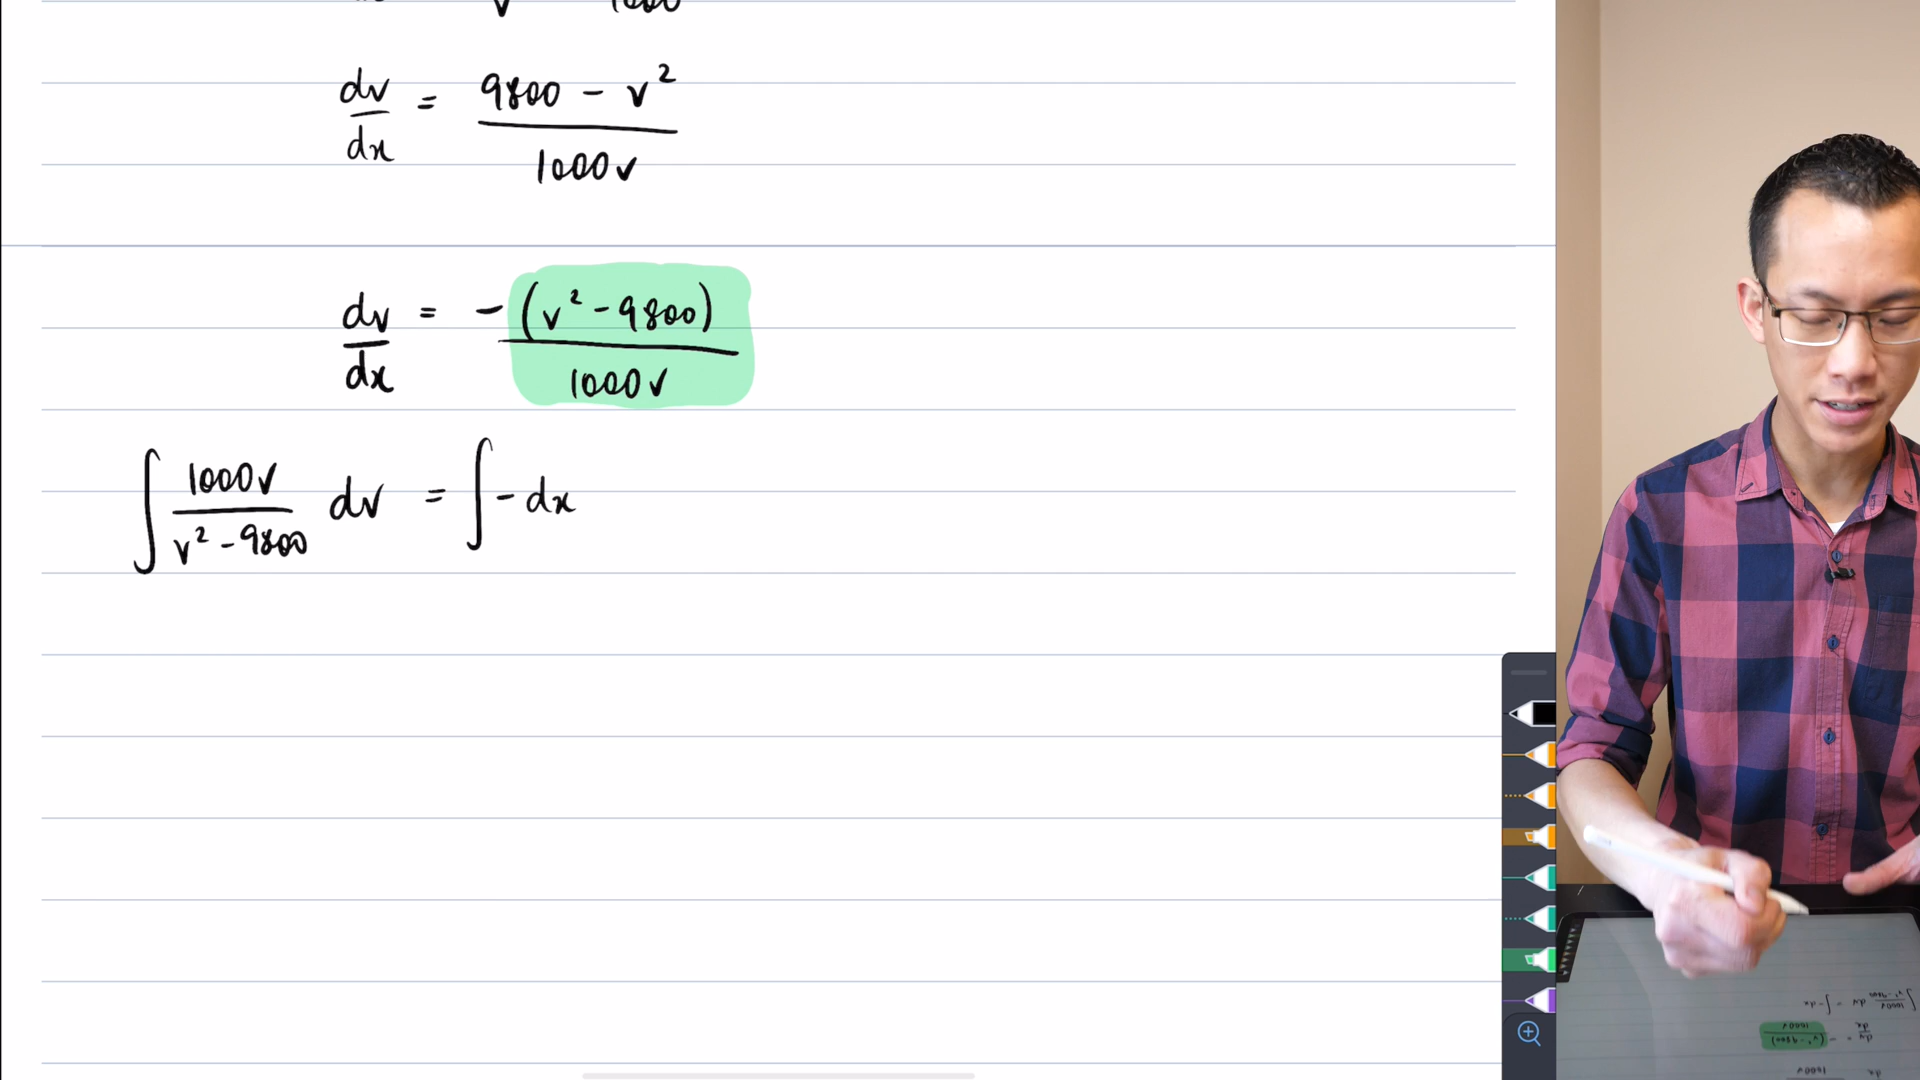 dv/dx = (9800 - v²)/1000v
dv/dx = -(v² - 9800)/1000v
∫ 1000v/(v² - 9800) dv = ∫ - dx